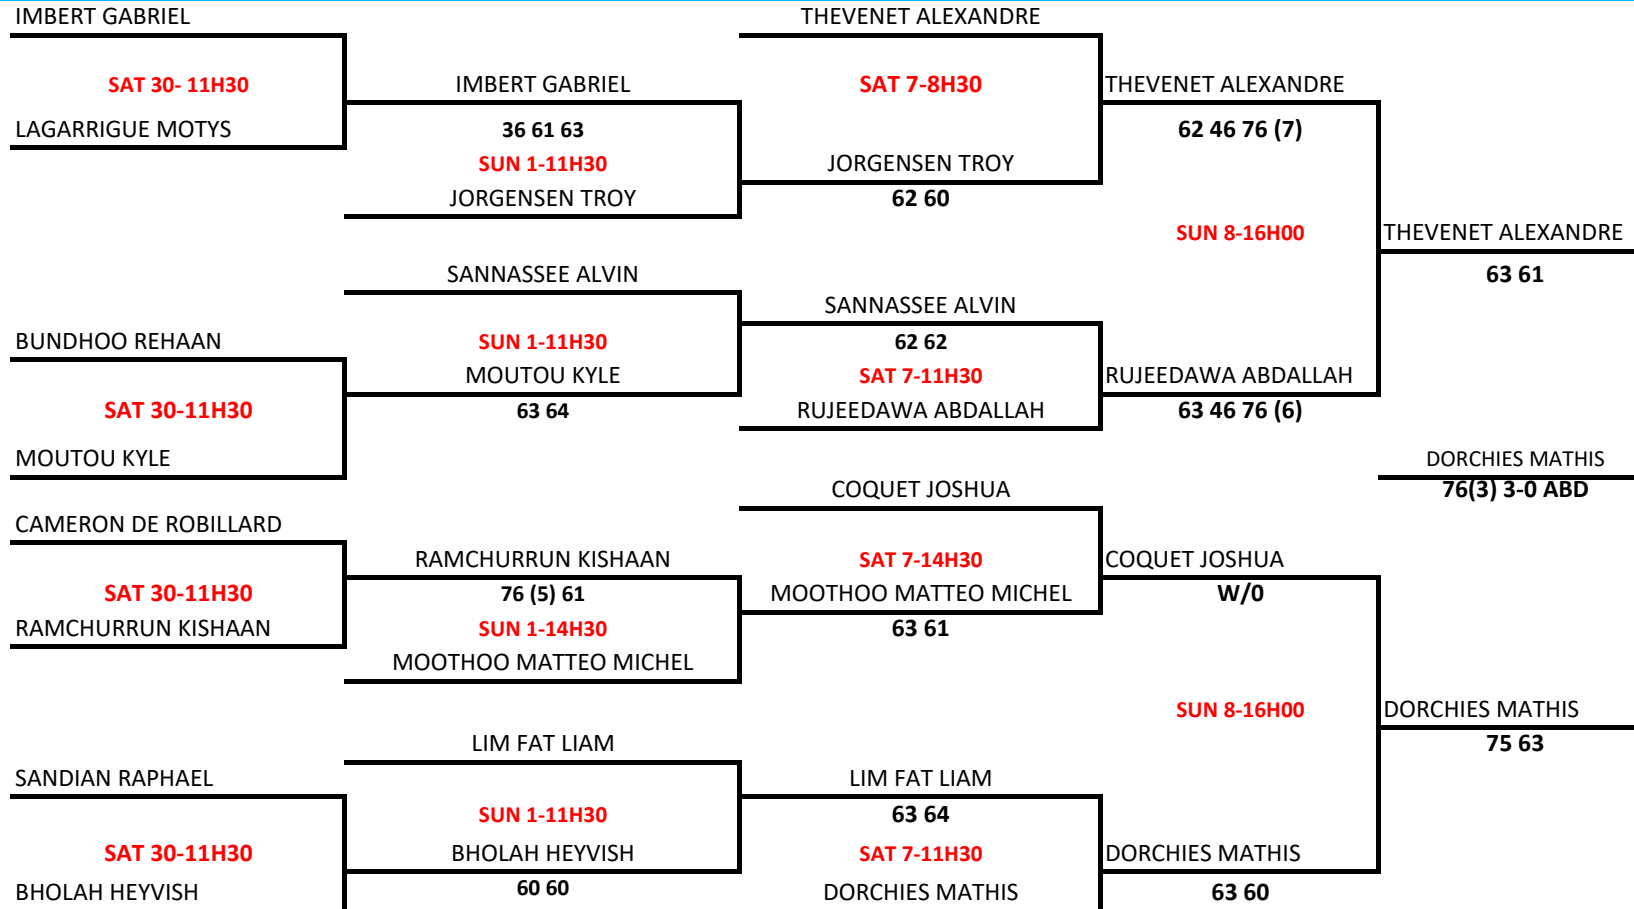 IMBERT GABRIEL
SAT 30- 11H30
LAGARRIGUE MOTYS
BUNDHOO REHAAN
SAT 30-11H30
MOUTOU KYLE
CAMERON DE ROBILLARD
SAT 30-11H30
RAMCHURRUN KISHAAN
SANDIAN RAPHAEL
SAT 30-11H30
BHOLAH HEYVISH
IMBERT GABRIEL
36 61 63
SUN 1-11H30
JORGENSEN TROY
SANNASSEE ALVIN
SUN 1-11H30
MOUTOU KYLE
63 64
RAMCHURRUN KISHAAN
76 (5) 61
SUN 1-14H30
MOOTHOO MATTEO MICHEL
LIM FAT LIAM
SUN 1-11H30
BHOLAH HEYVISH
60 60
THEVENET ALEXANDRE
SAT 7-8H30
JORGENSEN TROY
62 60
SANNASSEE ALVIN
62 62
SAT 7-11H30
RUJEEDAWA ABDALLAH
COQUET JOSHUA
SAT 7-14H30
MOOTHOO MATTEO MICHEL
63 61
LIM FAT LIAM
63 64
SAT 7-11H30
DORCHIES MATHIS
THEVENET ALEXANDRE
62 46 76 (7)
SUN 8-16H00
RUJEEDAWA ABDALLAH
63 46 76 (6)
COQUET JOSHUA
W/0
SUN 8-16H00
DORCHIES MATHIS
63 60
THEVENET ALEXANDRE
63 61
DORCHIES MATHIS
76(3) 3-0 ABD
DORCHIES MATHIS
75 63